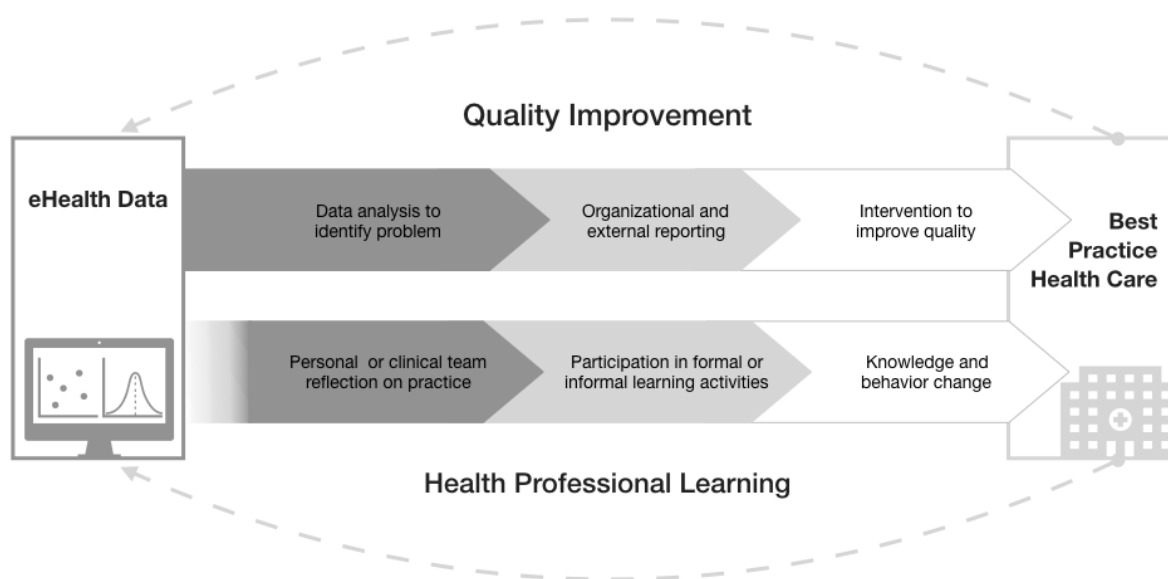 Quality Improvement
eHealth Data
Data analysis to
identify problem
Organizational and
external reporting
Intervention to
improve quality
Best
Practice
Health Care
Personal or clinical team
reflection on practice
Participation in formal or
informal learning activities
Knowledge and
behavior change
Health Professional Learning